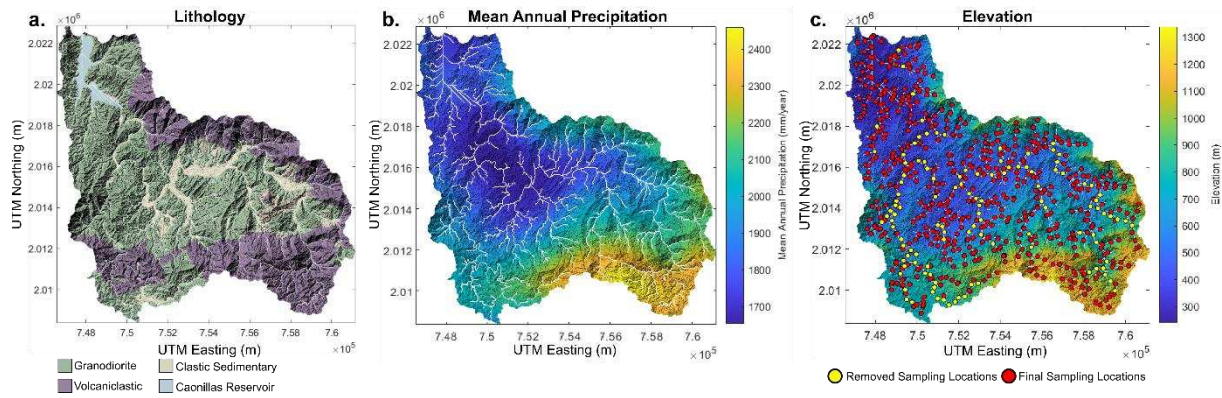 a.
Lithology
×10⁶
2.022
2.02
2.018
2.016
2.014
2.012
2.01
UTM Northing (m)
7.48 7.5 7.52 7.54 7.56 7.58 7.6
×10⁵
UTM Easting (m)
Granodiorite
Clastic Sedimentary
Volcaniclastic
Caonillas Reservoir
b.
Mean Annual Precipitation
×10⁶
2.022
2.02
2.018
2.016
2.014
2.012
2.01
UTM Northing (m)
7.48 7.5 7.52 7.54 7.56 7.58 7.6
×10⁵
UTM Easting (m)
2400
2300
2200
2100
2000
1900
1800
1700
Mean Annual Precipitation (mm/year)
c.
Elevation
×10⁶
2.022
2.02
2.018
2.016
2.014
2.012
2.01
UTM Northing (m)
7.48 7.5 7.52 7.54 7.56 7.58 7.6
×10⁵
UTM Easting (m)
1300
1200
1100
1000
900
800
700
600
500
400
300
Elevation (m)
Removed Sampling Locations
Final Sampling Locations